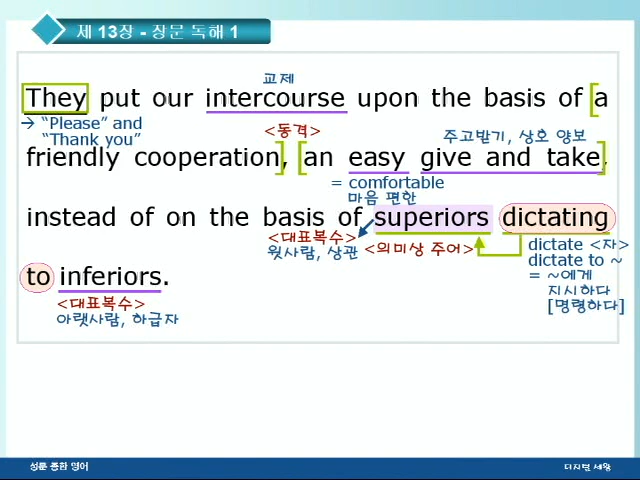 제 13장 - 장문 독해 1
교제
They put our intercourse upon the basis of [a
→ "Please" and
"Thank you"
<동격>
주고받기, 상호 양보
friendly cooperation], [an easy give and take],
= comfortable
마음 편한
instead of on the basis of superiors dictating
<대표복수>
윗사람, 상관
<의미상 주어>
dictate <자>
dictate to ~
= ~에게
지시하다
[명령하다]
to inferiors.
<대표복수>
아랫사람, 하급자
성문 종합 영어
디지털 세왕